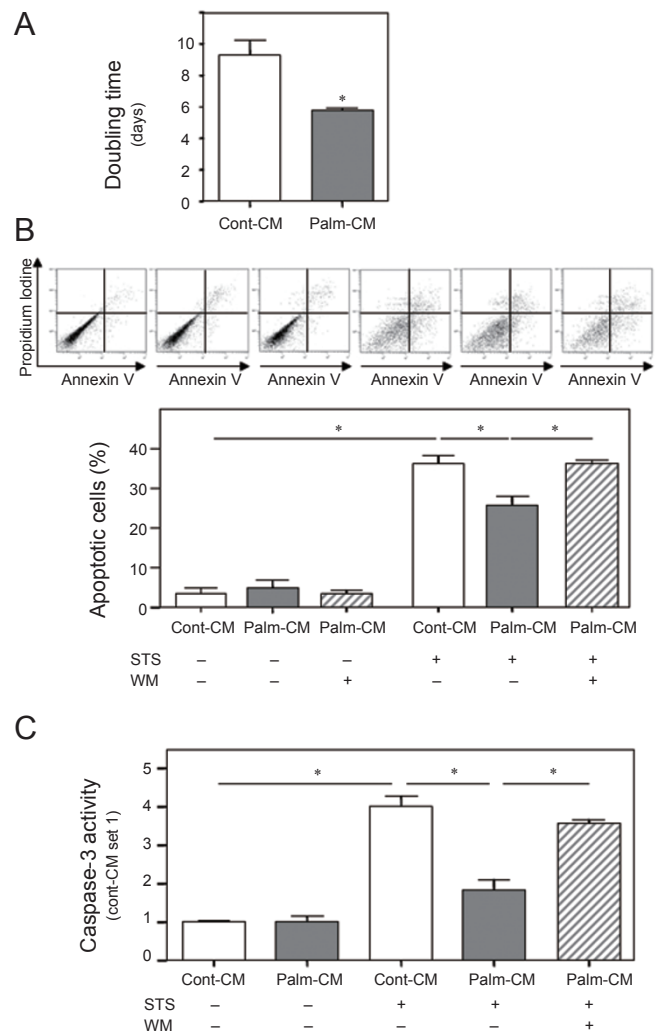 A
Doubling time
(days)
10
8
6
4
2
0
*
Cont-CM Palm-CM
B
Propidium Iodine
Annexin V Annexin V Annexin V Annexin V Annexin V Annexin V
Apoptotic cells (%)
40
30
20
10
0
* * *
Cont-CM Palm-CM Palm-CM Cont-CM Palm-CM Palm-CM
STS – – – + + +
WM – – + – – +
C
Caspase-3 activity
(cont-CM set 1)
5
4
3
2
1
0
* * *
Cont-CM Palm-CM Cont-CM Palm-CM Palm-CM
STS – – + + +
WM – – – – +